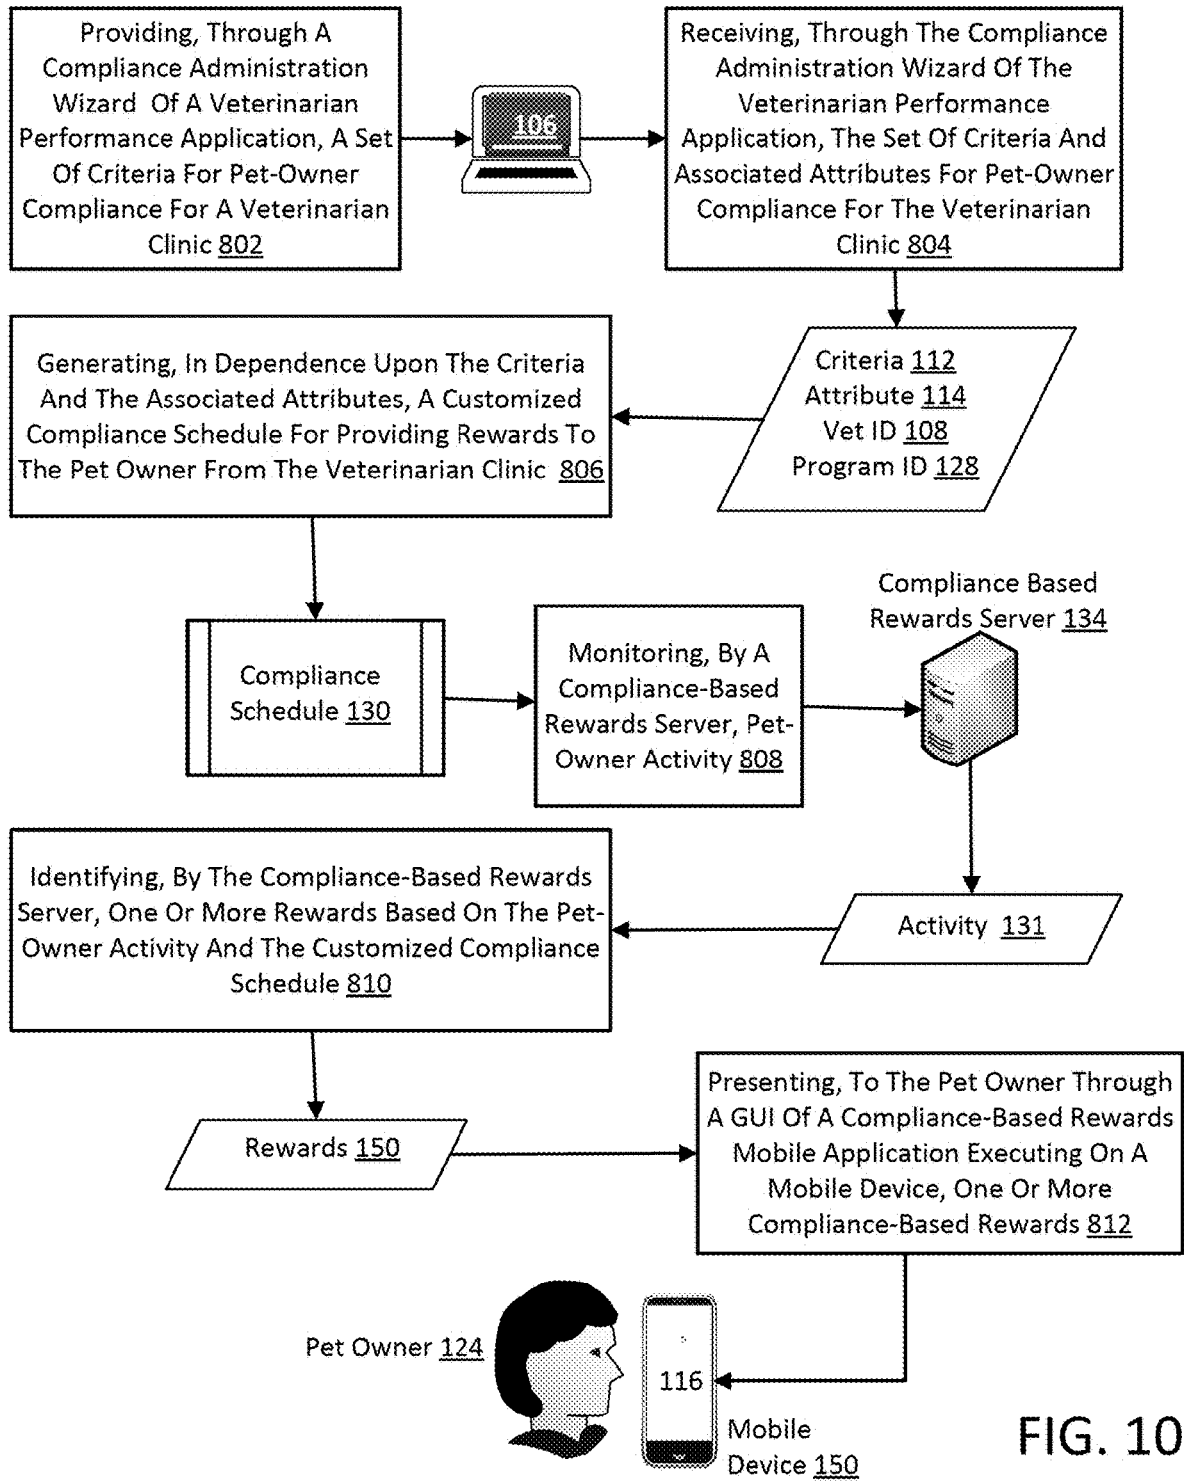 Providing, Through A
Compliance Administration
Wizard Of A Veterinarian
Performance Application, A Set
Of Criteria For Pet-Owner
Compliance For A Veterinarian
Clinic 802
106
Receiving, Through The Compliance
Administration Wizard Of The
Veterinarian Performance
Application, The Set Of Criteria And
Associated Attributes For Pet-Owner
Compliance For The Veterinarian
Clinic 804
Criteria 112
Attribute 114
Vet ID 108
Program ID 128
Generating, In Dependence Upon The Criteria
And The Associated Attributes, A Customized
Compliance Schedule For Providing Rewards To
The Pet Owner From The Veterinarian Clinic 806
Compliance
Schedule 130
Monitoring, By A
Compliance-Based
Rewards Server, Pet-
Owner Activity 808
Compliance Based
Rewards Server 134
Activity 131
Identifying, By The Compliance-Based Rewards
Server, One Or More Rewards Based On The Pet-
Owner Activity And The Customized Compliance
Schedule 810
Rewards 150
Presenting, To The Pet Owner Through
A GUI Of A Compliance-Based Rewards
Mobile Application Executing On A
Mobile Device, One Or More
Compliance-Based Rewards 812
Pet Owner 124
116
Mobile
Device 150
FIG. 10